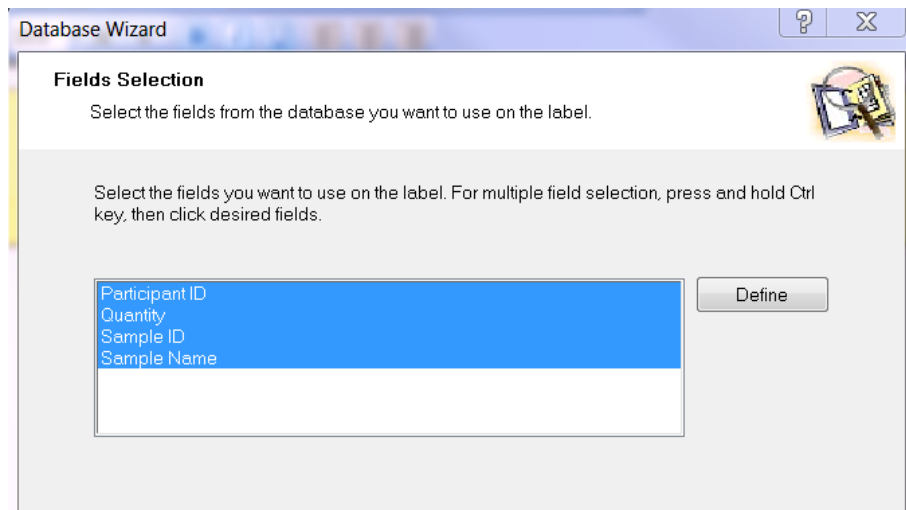 Database Wizard
Fields Selection
Select the fields from the database you want to use on the label.
Select the fields you want to use on the label. For multiple field selection, press and hold Ctrl
key, then click desired fields.
Participant ID
Define
Quantity
Sample ID
Sample Name